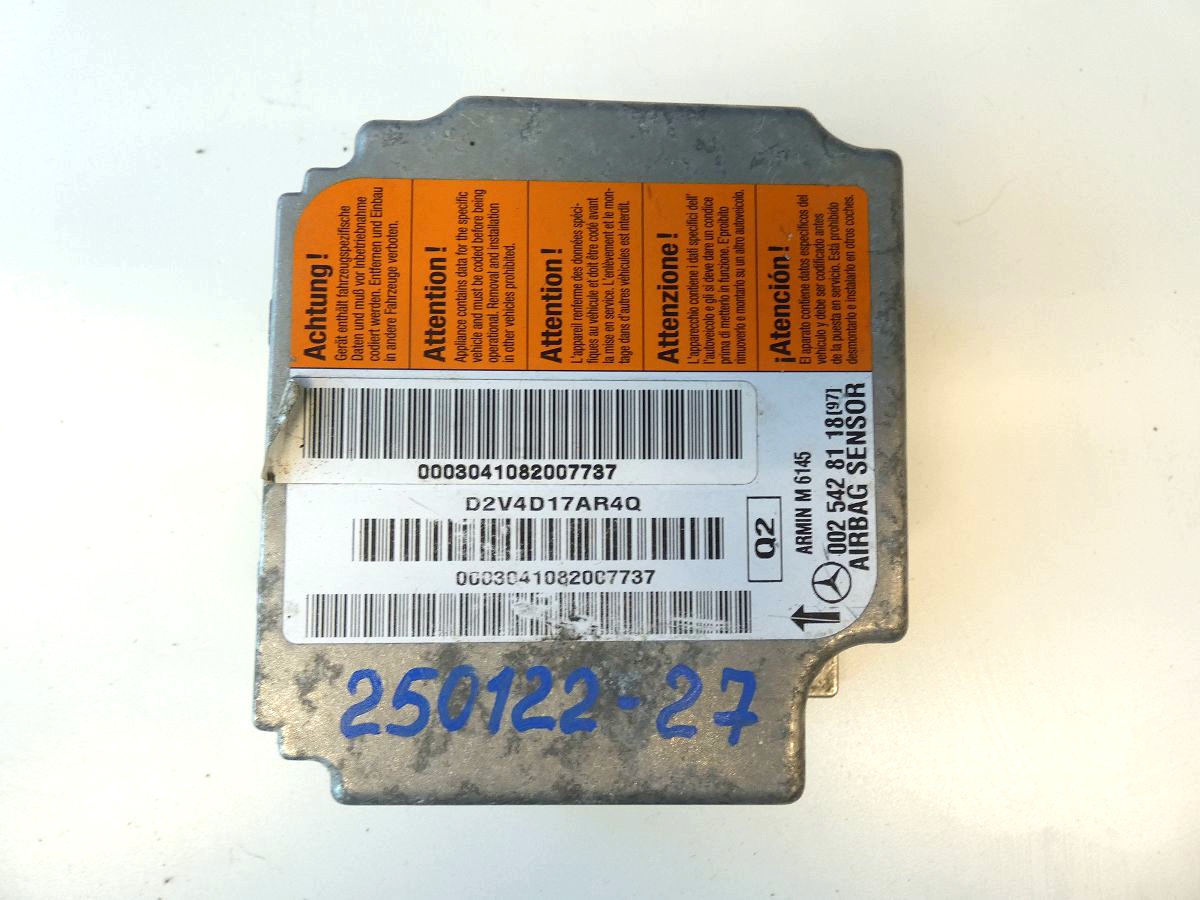 Achtung!
Gerät enthält fahrzeugspezifische
Daten und muß vor Inbetriebnahme
codiert werden. Entfernen und Einbau
in andere Fahrzeuge verboten.
Attention!
Appliance contains data for the specific
vehicle and must be coded before being
operational. Removal and installation
in other vehicles prohibited.
Attention!
L'appareil renferme des données spéci-
fiques au véhicule et doit être codé avant
la mise en service. L'enlèvement et le mon-
tage dans d'autres véhicules est interdit.
Attenzione!
L'apparecchio contiene i dati specifici dell'
l'autoveicolo e gli si deve dare un condice
prima di metterlo in funzione. E'proibito
rimuoverlo e montarlo su un altro autoveicolo.
¡Atención!
El aparato contiene datos específicos del
vehículo y debe ser codificado antes
de la puesta en servicio. Está prohibido
desmontarlo e instalarlo en otros coches.
0003041082007737
D2V4D17AR4Q
0003041082007737
Q2
ARMIN M 6145
002 542 81 18[97]
AIRBAG SENSOR
250122-27